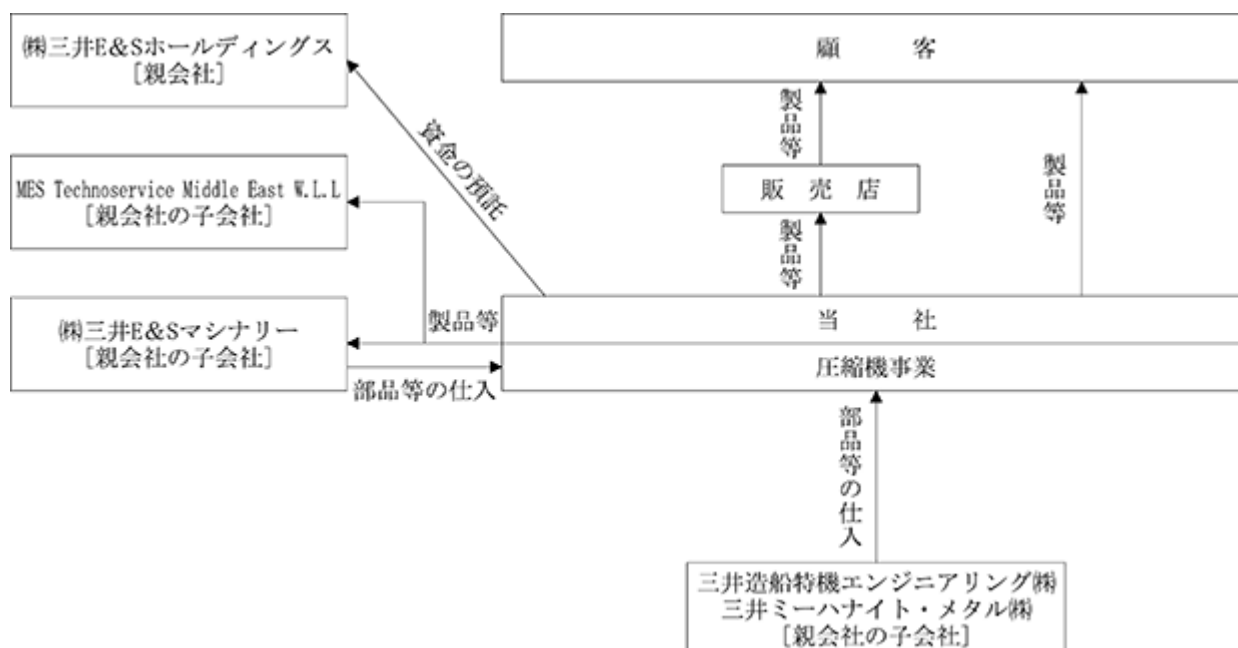 ㈱三井E&Sホールディングス
［親会社］
顧　　　客
製品等
資金の預託
MES Technoservice Middle East W.L.L
［親会社の子会社］
販　売　店
製品等
製品等
㈱三井E&Sマシナリー
［親会社の子会社］
製品等
当　　　社
圧縮機事業
部品等の仕入
部品等の仕入
三井造船特機エンジニアリング㈱
三井ミーハナイト・メタル㈱
［親会社の子会社］